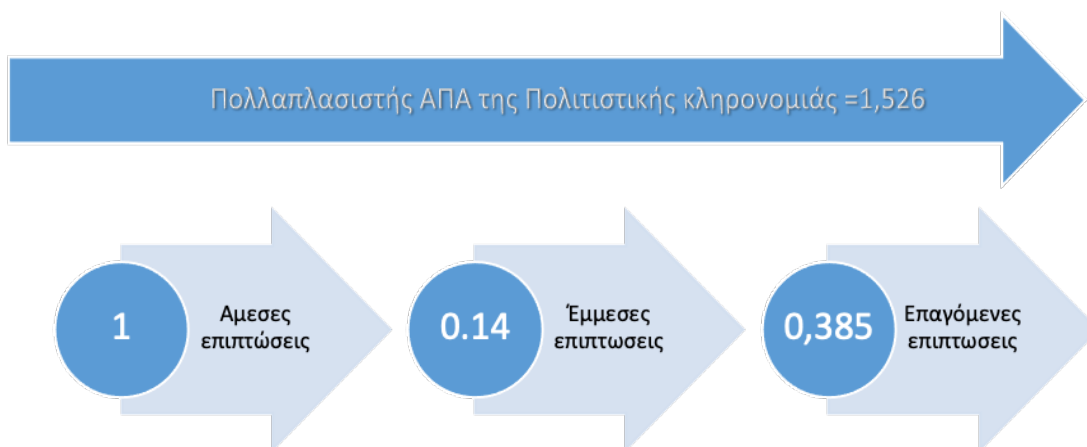 Πολλαπλασιστής ΑΠΑ της Πολιτιστικής κληρονομιάς =1,526
1
Αμεσες
επιπτώσεις
0.14
Έμμεσες
επιπτωσεις
0,385
Επαγόμενες
επιπτωσεις